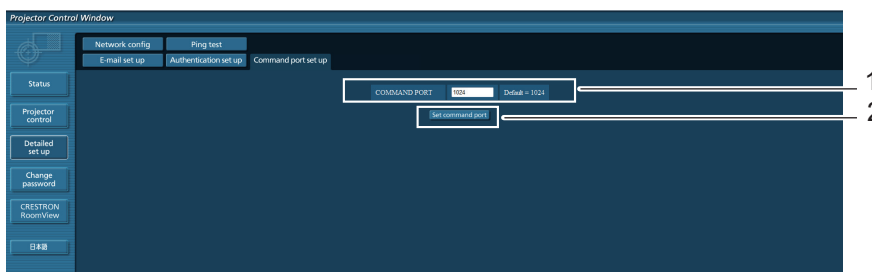 Projector Control Window
Network config Ping test
E-mail set up Authentication set up Command port set up
Status
COMMAND PORT 1024 Default = 1024 1
Set command port 2
Projector control
Detailed set up
Change password
CRESTRON RoomView
日本語